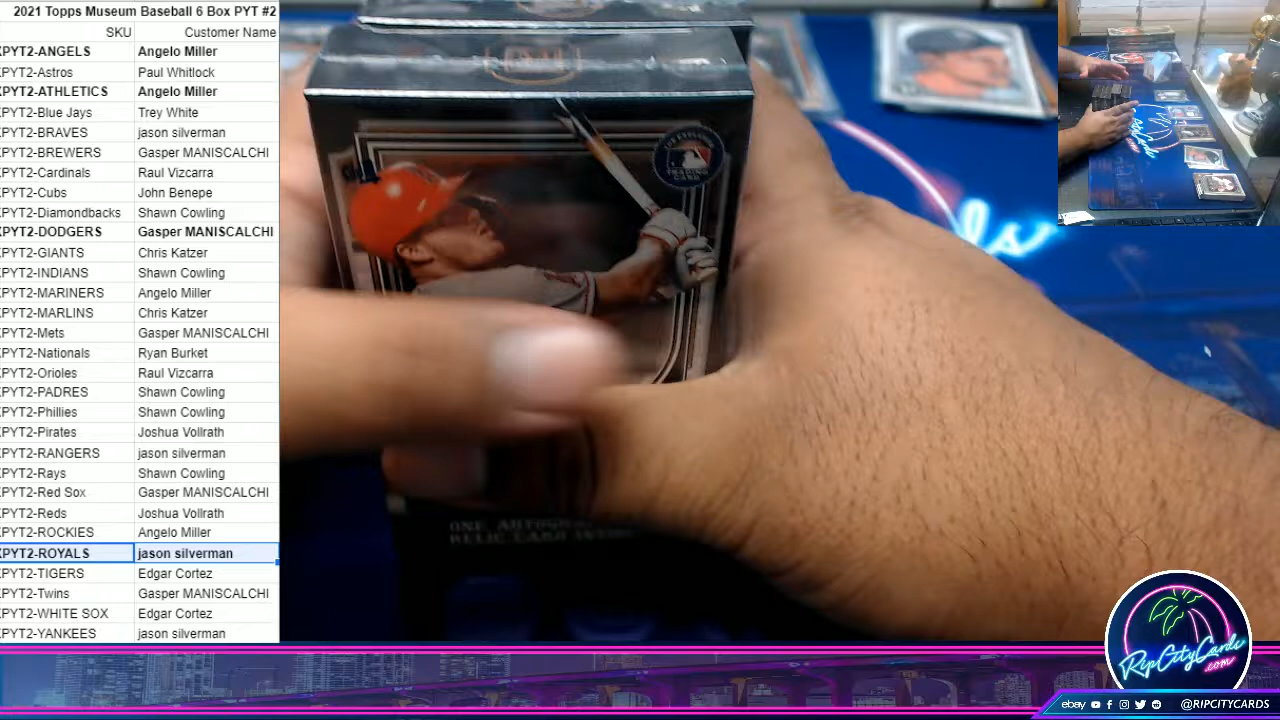 2021 Topps Museum Baseball 6 Box PYT #2
SKU Customer Name
PYT2-ANGELS Angelo Miller
PYT2-Astros Paul Whitlock
PYT2-ATHLETICS Angelo Miller
PYT2-Blue Jays Trey White
PYT2-BRAVES jason silverman
PYT2-BREWERS Gasper MANISCALCHI
PYT2-Cardinals Raul Vizcarra
PYT2-Cubs John Benepe
PYT2-Diamondbacks Shawn Cowling
PYT2-DODGERS Gasper MANISCALCHI
PYT2-GIANTS Chris Katzer
PYT2-INDIANS Shawn Cowling
PYT2-MARINERS Angelo Miller
PYT2-MARLINS Chris Katzer
PYT2-Mets Gasper MANISCALCHI
PYT2-Nationals Ryan Burket
PYT2-Orioles Raul Vizcarra
PYT2-PADRES Shawn Cowling
PYT2-Phillies Shawn Cowling
PYT2-Pirates Joshua Vollrath
PYT2-RANGERS jason silverman
PYT2-Rays Shawn Cowling
PYT2-Red Sox Gasper MANISCALCHI
PYT2-Reds Joshua Vollrath
PYT2-ROCKIES Angelo Miller
PYT2-ROYALS jason silverman
PYT2-TIGERS Edgar Cortez
PYT2-Twins Gasper MANISCALCHI
PYT2-WHITE SOX Edgar Cortez
PYT2-YANKEES jason silverman
TRADING
CARD
ONE AUTOGRAPH
RELIC CARD
RipCityCards
.com
ebay @RIPCITYCARDS